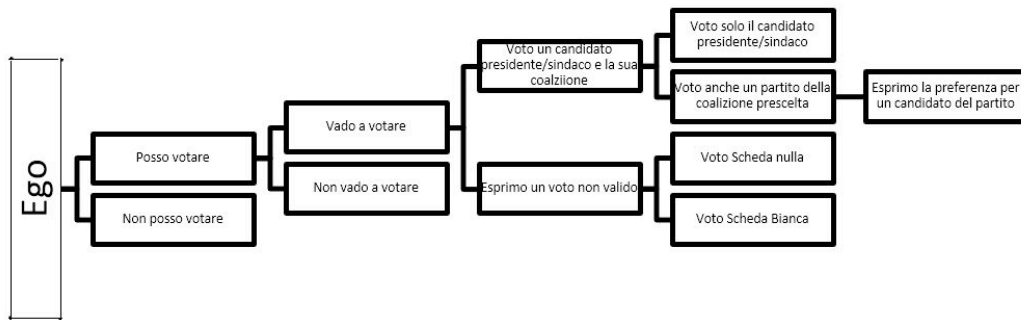 Ego
Posso votare
Non posso votare
Vado a votare
Non vado a votare
Voto un candidato
presidente/sindaco e la sua
coalziione
Esprimo un voto non valido
Voto solo il candidato
presidente/sindaco
Voto anche un partito della
coalizione prescelta
Voto Scheda nulla
Voto Scheda Bianca
Esprimo la preferenza per
un candidato del partito